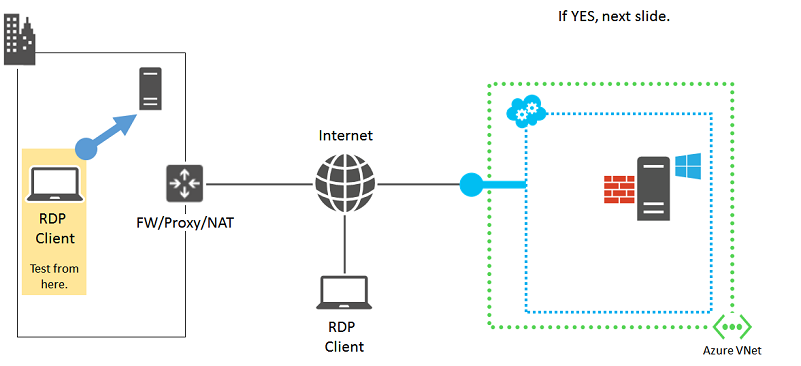 If YES, next slide.
Internet
FW/Proxy/NAT
RDP
Client
Test from
here.
RDP
Client
Azure VNet